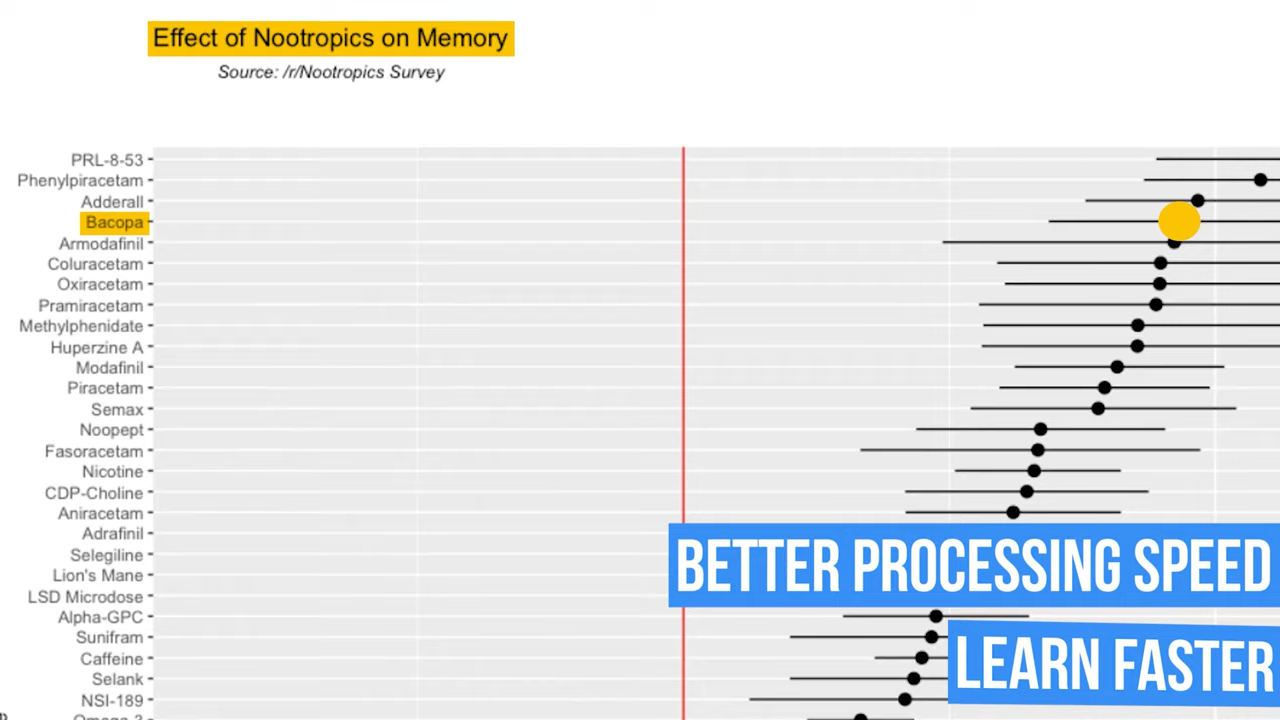 Effect of Nootropics on Memory
Source: /r/Nootropics Survey
PRL-8-53
Phenylpiracetam
Adderall
Bacopa
Armodafinil
Coluracetam
Oxiracetam
Pramiracetam
Methylphenidate
Huperzine A
Modafinil
Piracetam
Semax
Noopept
Fasoracetam
Nicotine
CDP-Choline
Aniracetam
Adrafinil
Selegiline
BETTER PROCESSING SPEED
Lion's Mane
LSD Microdose
Alpha-GPC
Sunifram
Caffeine
LEARN FASTER
Selank
NSI-189
Omega-3